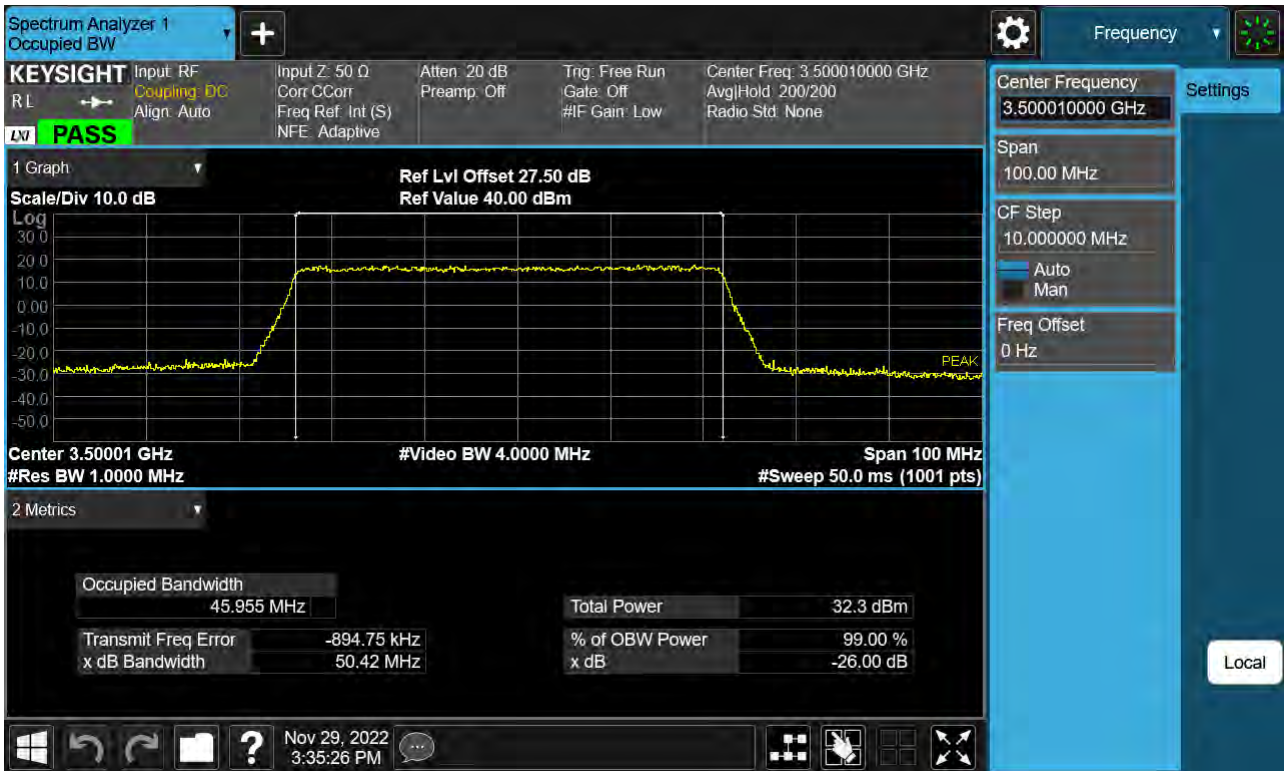 Spectrum Analyzer 1
Occupied BW
Frequency
KEYSIGHT
RL
LXI
PASS
Input: RF
Coupling: DC
Align: Auto
Input Z: 50 Ω
Corr CCorr
Freq Ref: Int (S)
NFE: Adaptive
Atten: 20 dB
Preamp: Off
Trig: Free Run
Gate: Off
#IF Gain: Low
Center Freq: 3.500010000 GHz
Avg|Hold: 200/200
Radio Std: None
1 Graph
Scale/Div 10.0 dB
Ref Lvl Offset 27.50 dB
Ref Value 40.00 dBm
Log
30.0
20.0
10.0
0.00
-10.0
-20.0
-30.0
-40.0
-50.0
PEAK
Center 3.50001 GHz
#Res BW 1.0000 MHz
#Video BW 4.0000 MHz
Span 100 MHz
#Sweep 50.0 ms (1001 pts)
2 Metrics
Occupied Bandwidth
45.955 MHz
Transmit Freq Error -894.75 kHz
x dB Bandwidth 50.42 MHz
Total Power 32.3 dBm
% of OBW Power 99.00 %
x dB -26.00 dB
Center Frequency
3.500010000 GHz
Span
100.00 MHz
CF Step
10.000000 MHz
Auto
Man
Freq Offset
0 Hz
Settings
Local
?
Nov 29, 2022
3:35:26 PM